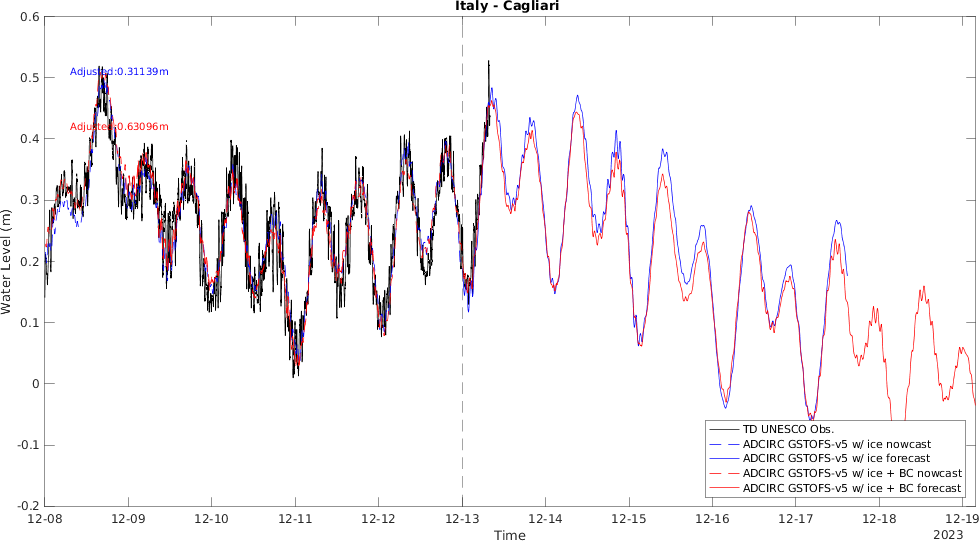 Italy - Cagliari
0.6
0.5
0.4
0.3
0.2
0.1
0
-0.1
-0.2
Water Level (m)
Adjusted:0.31139m
Adjusted:0.63096m
TD UNESCO Obs.
ADCIRC GSTOFS-v5 w/ ice nowcast
ADCIRC GSTOFS-v5 w/ ice forecast
ADCIRC GSTOFS-v5 w/ ice + BC nowcast
ADCIRC GSTOFS-v5 w/ ice + BC forecast
12-08 12-09 12-10 12-11 12-12 12-13 12-14 12-15 12-16 12-17 12-18 12-19
Time
2023